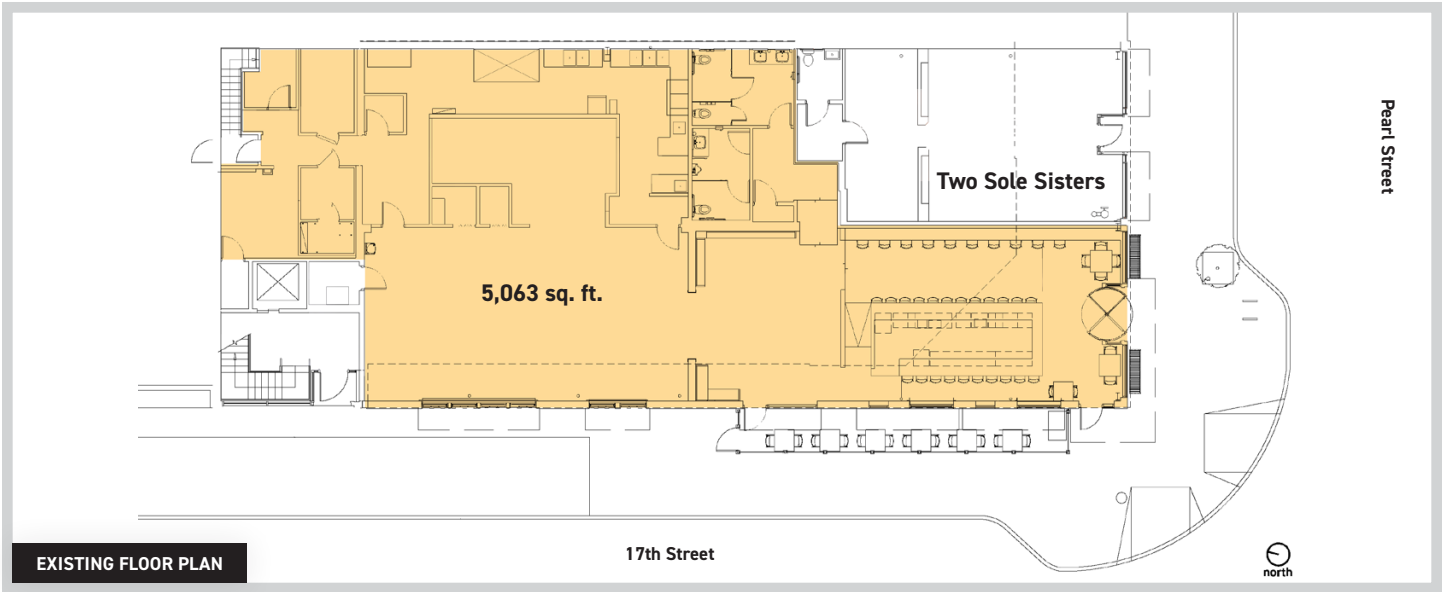 Pearl Street
Two Sole Sisters
5,063 sq. ft.
17th Street
EXISTING FLOOR PLAN
north